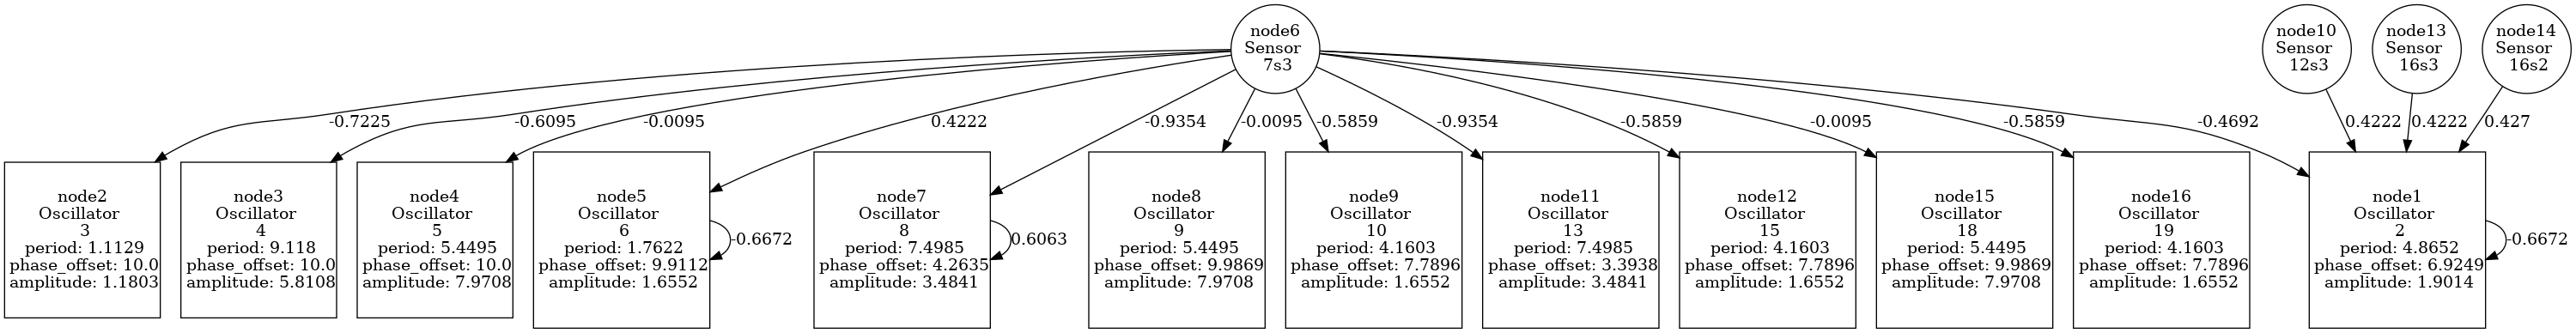 node6
Sensor
7s3
node10
Sensor
12s3
node13
Sensor
16s3
node14
Sensor
16s2
-0.7225
-0.6095
-0.0095
0.4222
-0.9354
-0.0095
-0.5859
-0.9354
-0.5859
-0.0095
-0.5859
-0.4692
0.4222
0.4222
0.427
node2
Oscillator
3
period: 1.1129
phase_offset: 10.0
amplitude: 1.1803
node3
Oscillator
4
period: 9.118
phase_offset: 10.0
amplitude: 5.8108
node4
Oscillator
5
period: 5.4495
phase_offset: 10.0
amplitude: 7.9708
node5
Oscillator
6
period: 1.7622
phase_offset: 9.9112
amplitude: 1.6552
-0.6672
node7
Oscillator
8
period: 7.4985
phase_offset: 4.2635
amplitude: 3.4841
0.6063
node8
Oscillator
9
period: 5.4495
phase_offset: 9.9869
amplitude: 7.9708
node9
Oscillator
10
period: 4.1603
phase_offset: 7.7896
amplitude: 1.6552
node11
Oscillator
13
period: 7.4985
phase_offset: 3.3938
amplitude: 3.4841
node12
Oscillator
15
period: 4.1603
phase_offset: 7.7896
amplitude: 1.6552
node15
Oscillator
18
period: 5.4495
phase_offset: 9.9869
amplitude: 7.9708
node16
Oscillator
19
period: 4.1603
phase_offset: 7.7896
amplitude: 1.6552
node1
Oscillator
2
period: 4.8652
phase_offset: 6.9249
amplitude: 1.9014
-0.6672